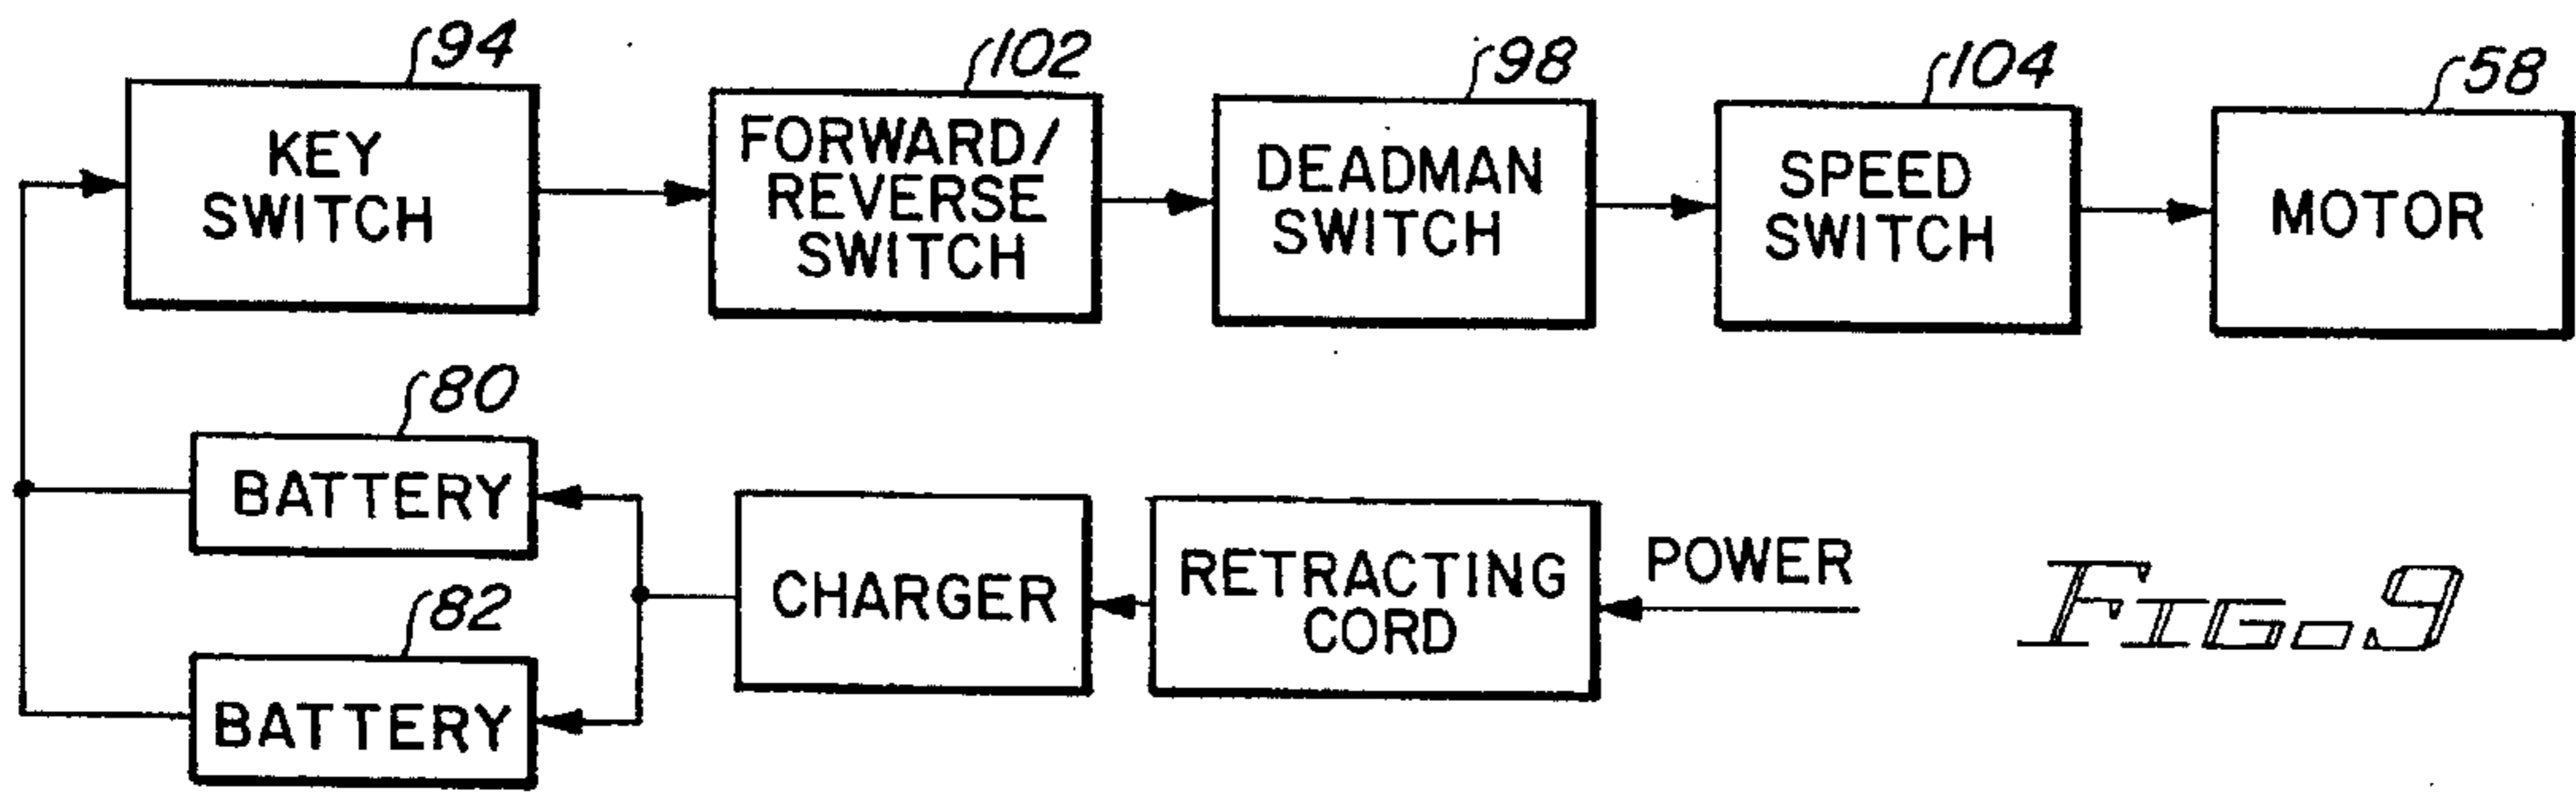 94
102
98
104
58
KEY
SWITCH
FORWARD/
REVERSE
SWITCH
DEADMAN
SWITCH
SPEED
SWITCH
MOTOR
80
BATTERY
82
BATTERY
CHARGER
RETRACTING
CORD
POWER
FIG. 9